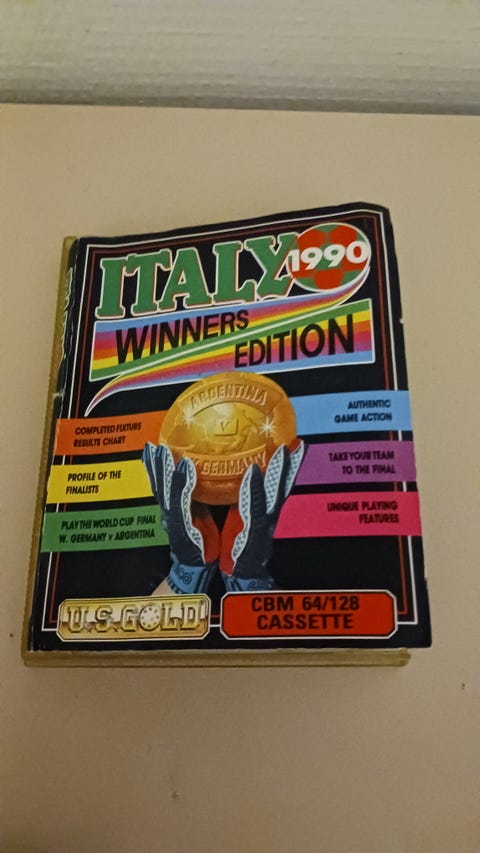 ITALY 1990
WINNERS
EDITION
ARGENTINA
V
W. GERMANY
COMPLETED FIXTURE
RESULTS CHART
PROFILE OF THE
FINALISTS
PLAY THE WORLD CUP FINAL
W. GERMANY v ARGENTINA
AUTHENTIC
GAME ACTION
TAKE YOUR TEAM
TO THE FINAL
UNIQUE PLAYING
FEATURES
U.S. GOLD
CBM 64/128
CASSETTE